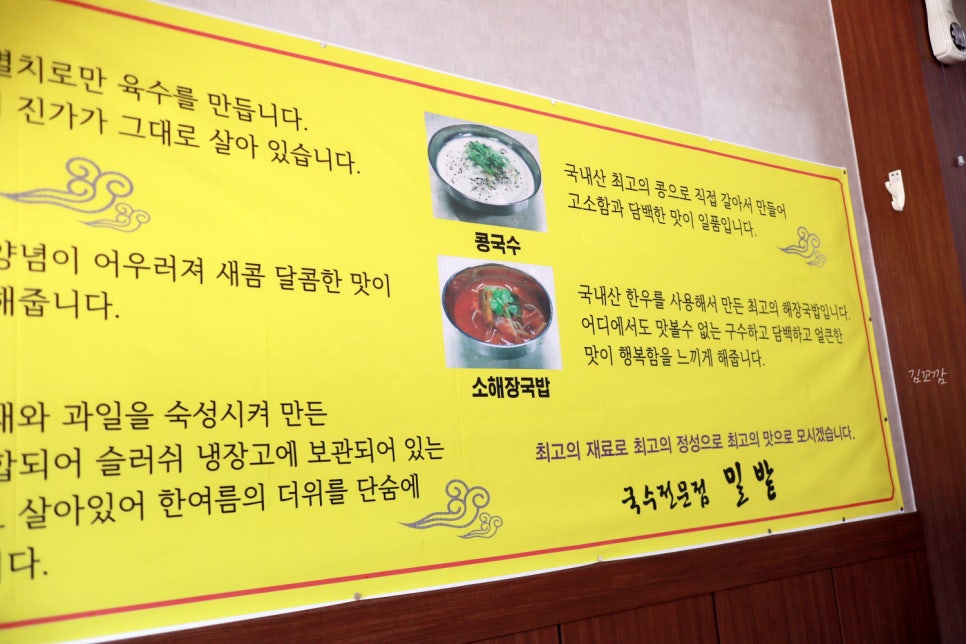 멸치로만 육수를 만듭니다.
진가가 그대로 살아 있습니다.
양념이 어우러져 새콤 달콤한 맛이
해줍니다.
과일을 숙성시켜 만든
슬러쉬 냉장고에 보관되어 있는
살아있어 한여름의 더위를 단숨에
콩국수
국내산 최고의 콩으로 직접 갈아서 만들어
고소함과 담백한 맛이 일품입니다.
소해장국밥
국내산 한우를 사용해서 만든 최고의 해장국밥입니다.
어디에서도 맛볼수 없는 구수하고 담백하고 얼큰한
맛이 행복함을 느끼게 해줍니다.
최고의 재료로 최고의 정성으로 최고의 맛으로 모시겠습니다.
국수전문점 밀밭
김꼬깜